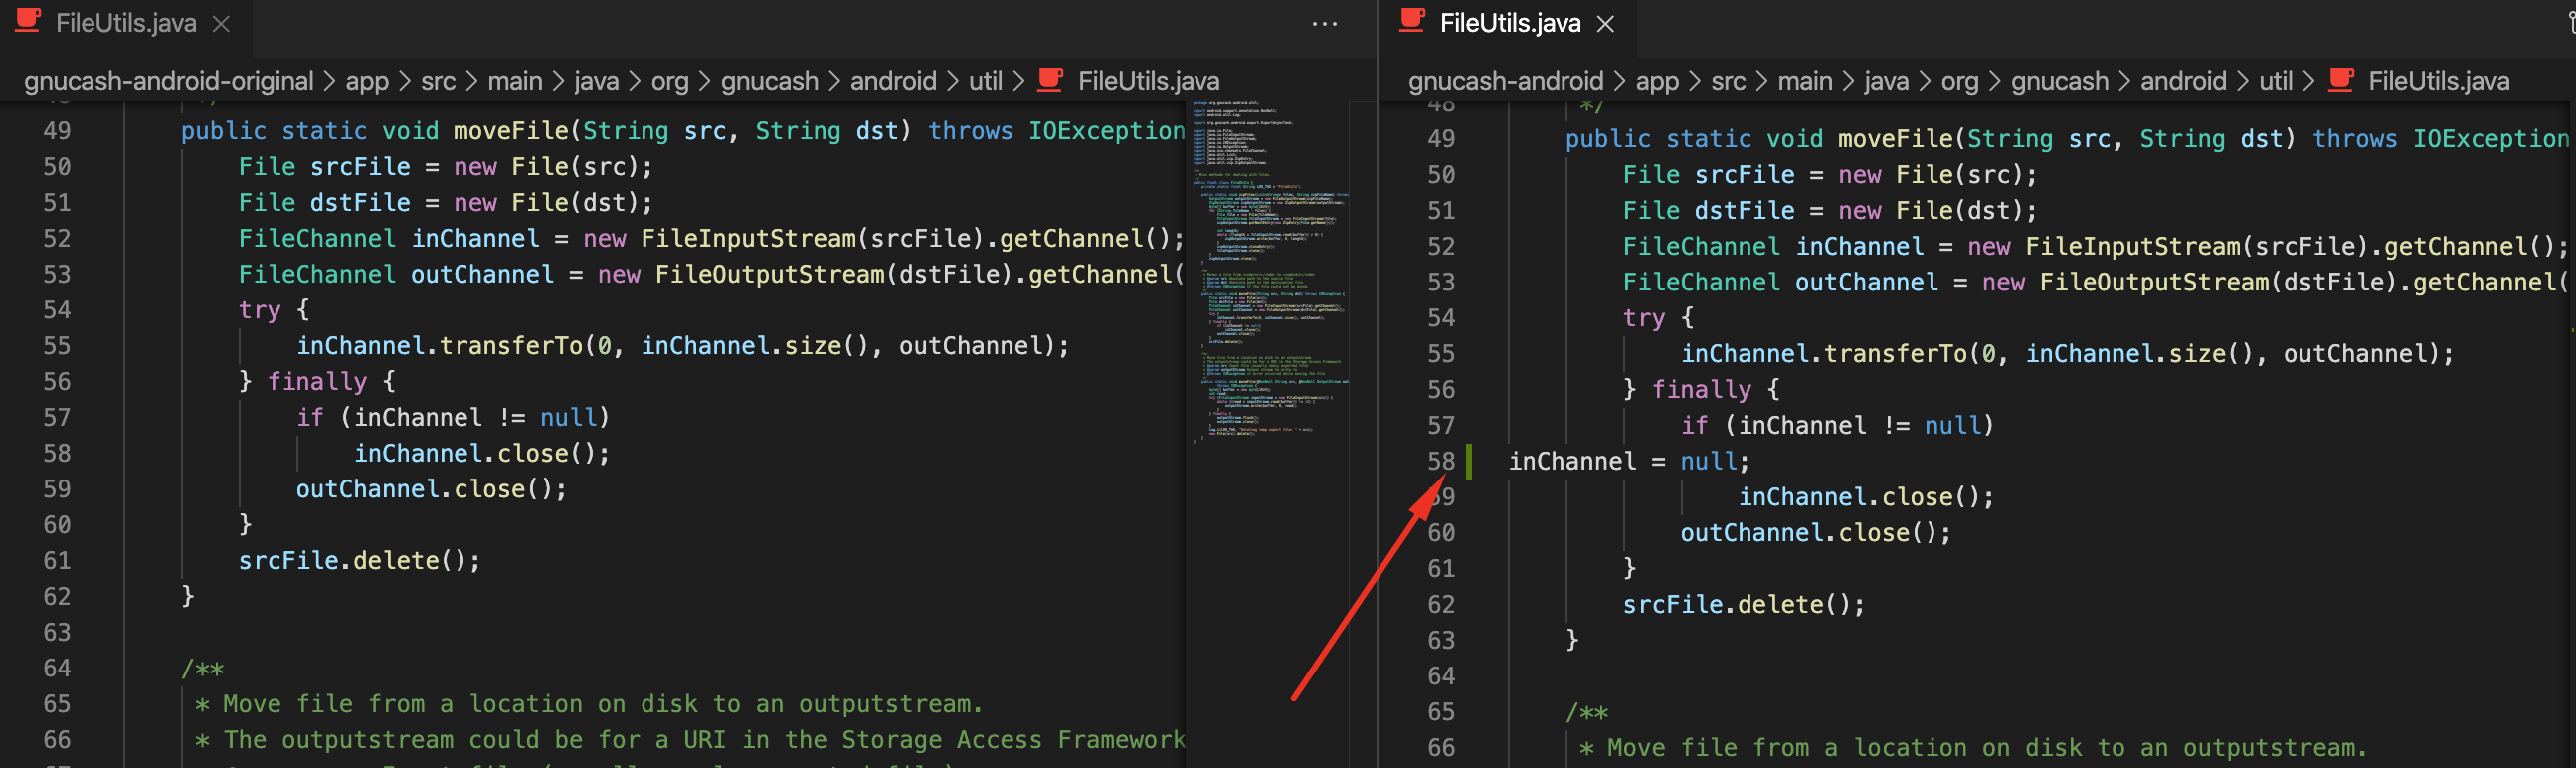 FileUtils.java
gnucash-android-original > app > src > main > java > org > gnucash > android > util > FileUtils.java
49 public static void moveFile(String src, String dst) throws IOException
50 File srcFile = new File(src);
51 File dstFile = new File(dst);
52 FileChannel inChannel = new FileInputStream(srcFile).getChannel();
53 FileChannel outChannel = new FileOutputStream(dstFile).getChannel(
54 try {
55 inChannel.transferTo(0, inChannel.size(), outChannel);
56 } finally {
57 if (inChannel != null)
58 inChannel.close();
59 outChannel.close();
60 }
61 srcFile.delete();
62 }
63
64 /**
65 * Move file from a location on disk to an outputstream.
66 * The outputstream could be for a URI in the Storage Access Framework
FileUtils.java
gnucash-android > app > src > main > java > org > gnucash > android > util > FileUtils.java
48 */
49 public static void moveFile(String src, String dst) throws IOException
50 File srcFile = new File(src);
51 File dstFile = new File(dst);
52 FileChannel inChannel = new FileInputStream(srcFile).getChannel();
53 FileChannel outChannel = new FileOutputStream(dstFile).getChannel(
54 try {
55 inChannel.transferTo(0, inChannel.size(), outChannel);
56 } finally {
57 if (inChannel != null)
58 inChannel = null;
59 inChannel.close();
60 outChannel.close();
61 }
62 srcFile.delete();
63 }
64
65 /**
66 * Move file from a location on disk to an outputstream.